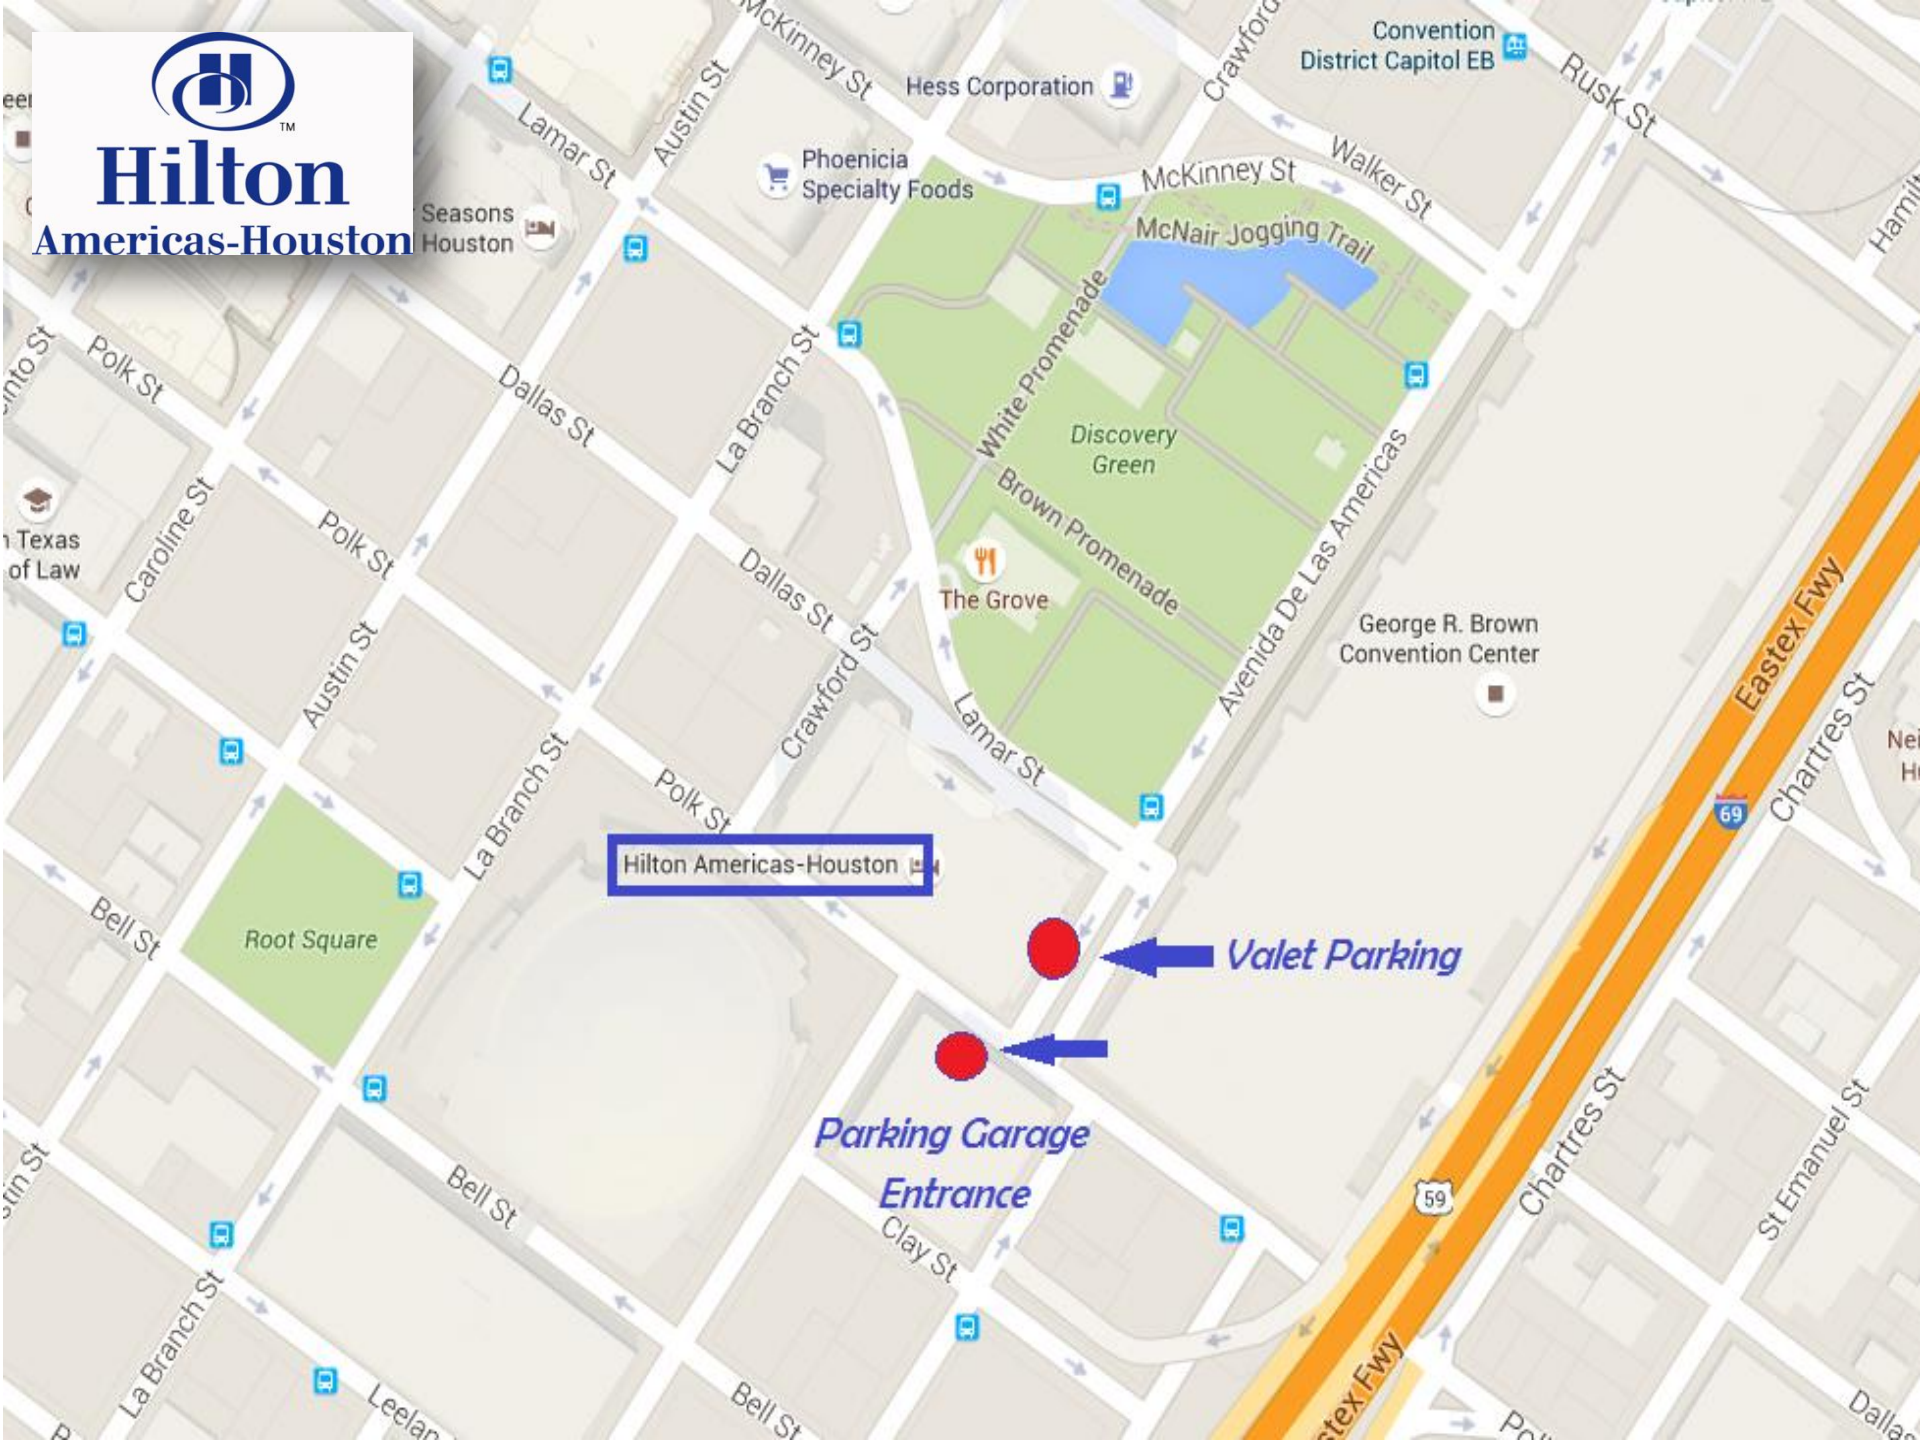 Hilton
Americas-Houston
TM
McKinney St
Crawford
Convention
District Capitol EB
Rusk St
Hess Corporation
Austin St
Lamar St
Phoenicia
Specialty Foods
McKinney St
Walker St
Seasons
Houston
McNair Jogging Trail
White Promenade
Polk St
Dallas St
La Branch St
Discovery
Green
Brown Promenade
Avenida De Las Americas
Caroline St
Texas
of Law
Polk St
Dallas St
The Grove
George R. Brown
Convention Center
Eastex Fwy
Chartres St
Austin St
Crawford St
Lamar St
La Branch St
Polk St
69
Hilton Americas-Houston
Bell St
Root Square
Valet Parking
Parking Garage
Entrance
Chartres St
St Emanuel St
59
Bell St
Clay St
La Branch St
Bell St
Dallas